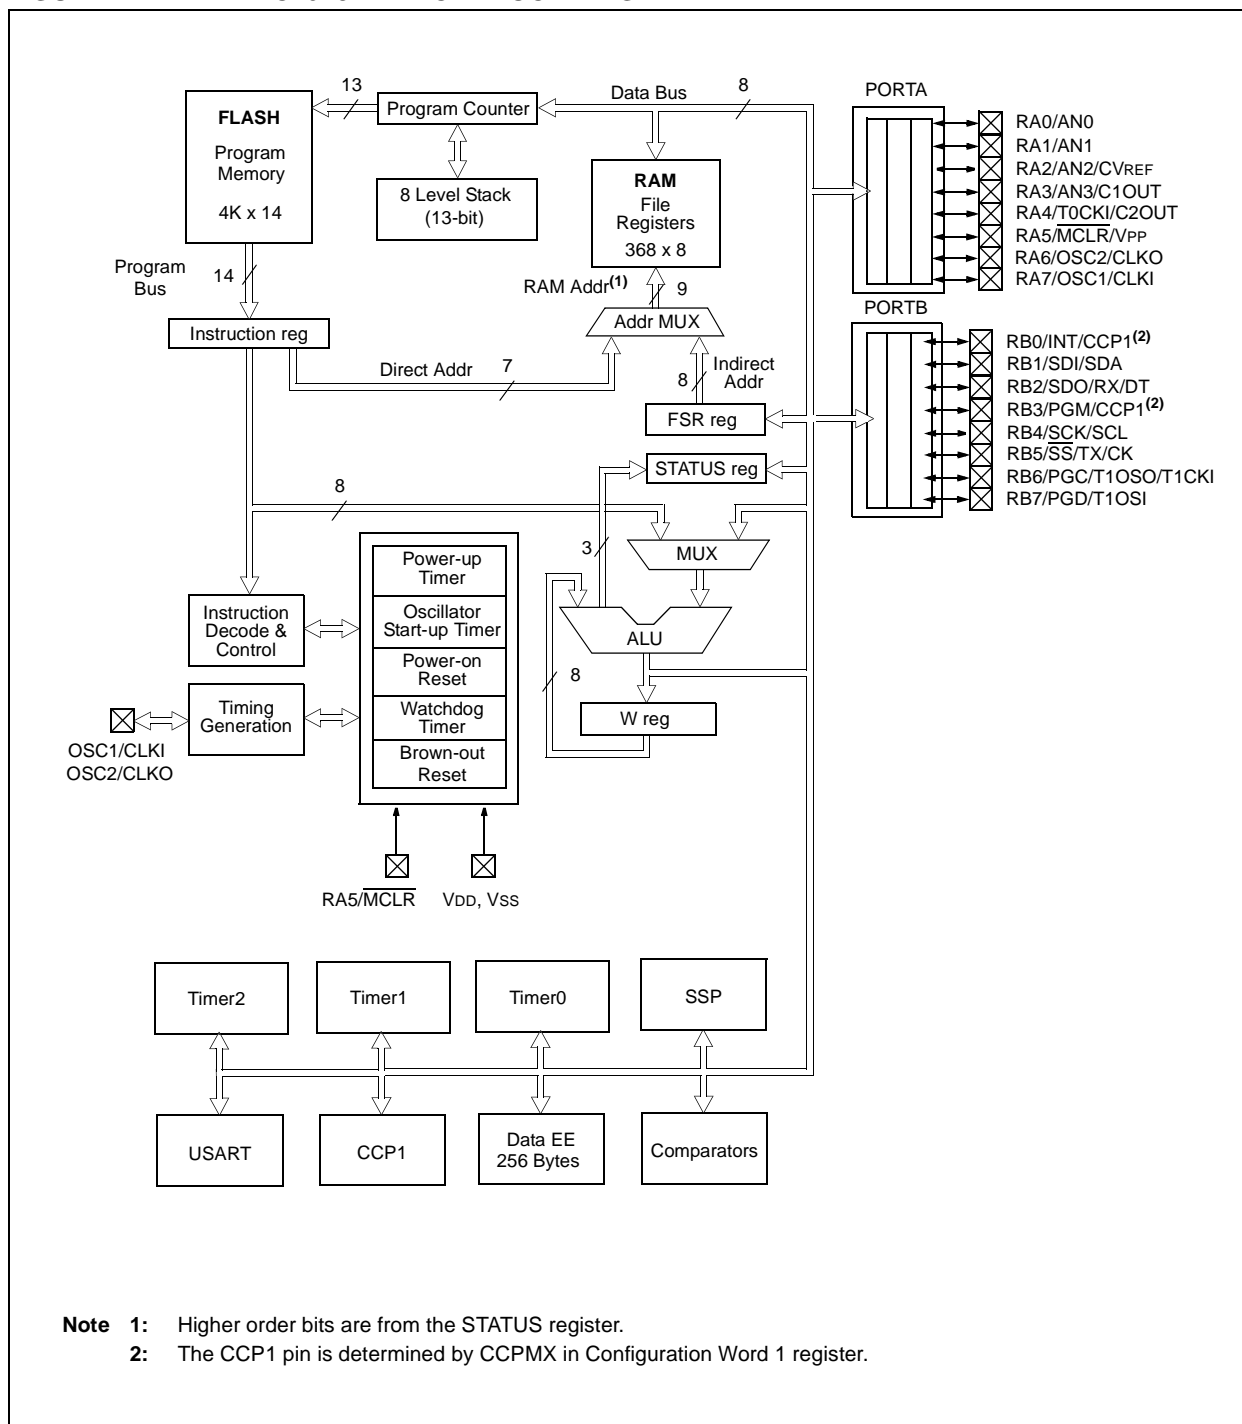 13
Data Bus
8
PORTA
FLASH
Program
Memory
4K x 14
Program Counter
8 Level Stack
(13-bit)
RAM
File
Registers
368 x 8
RA0/AN0
RA1/AN1
RA2/AN2/CVREF
RA3/AN3/C1OUT
RA4/T0CKI/C2OUT
RA5/MCLR/VPP
RA6/OSC2/CLKO
RA7/OSC1/CLKI
Program
Bus
14
RAM Addr(1)
9
PORTB
Instruction reg
Addr MUX
RB0/INT/CCP1(2)
RB1/SDI/SDA
RB2/SDO/RX/DT
RB3/PGM/CCP1(2)
RB4/SCK/SCL
RB5/SS/TX/CK
RB6/PGC/T1OSO/T1CKI
RB7/PGD/T1OSI
Direct Addr
7
8
Indirect
Addr
FSR reg
STATUS reg
8
3
MUX
Power-up
Timer
Oscillator
Start-up Timer
Power-on
Reset
Watchdog
Timer
Brown-out
Reset
Instruction
Decode &
Control
ALU
8
W reg
Timing
Generation
OSC1/CLKI
OSC2/CLKO
RA5/MCLR
VDD, VSS
Timer2
Timer1
Timer0
SSP
USART
CCP1
Data EE
256 Bytes
Comparators
Note 1: Higher order bits are from the STATUS register.
2: The CCP1 pin is determined by CCPMX in Configuration Word 1 register.